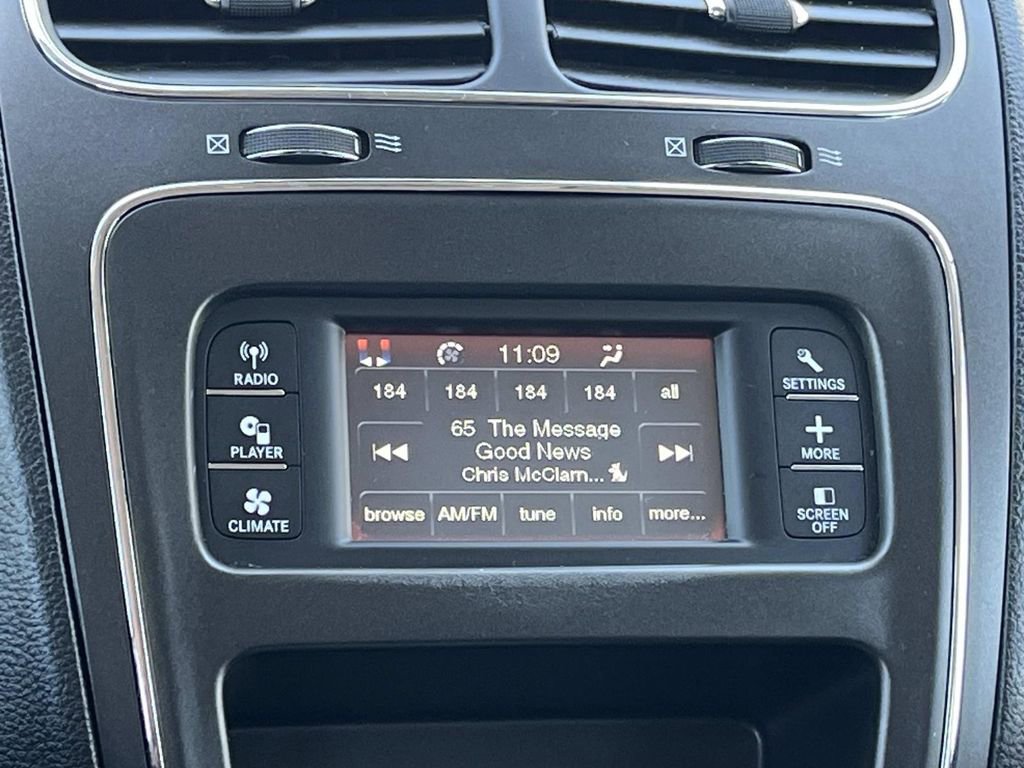 11:09
184 184 184 184 all
65 The Message
Good News
Chris McClarn...
browse AM/FM tune info more...
RADIO
PLAYER
CLIMATE
SETTINGS
MORE
SCREEN
OFF